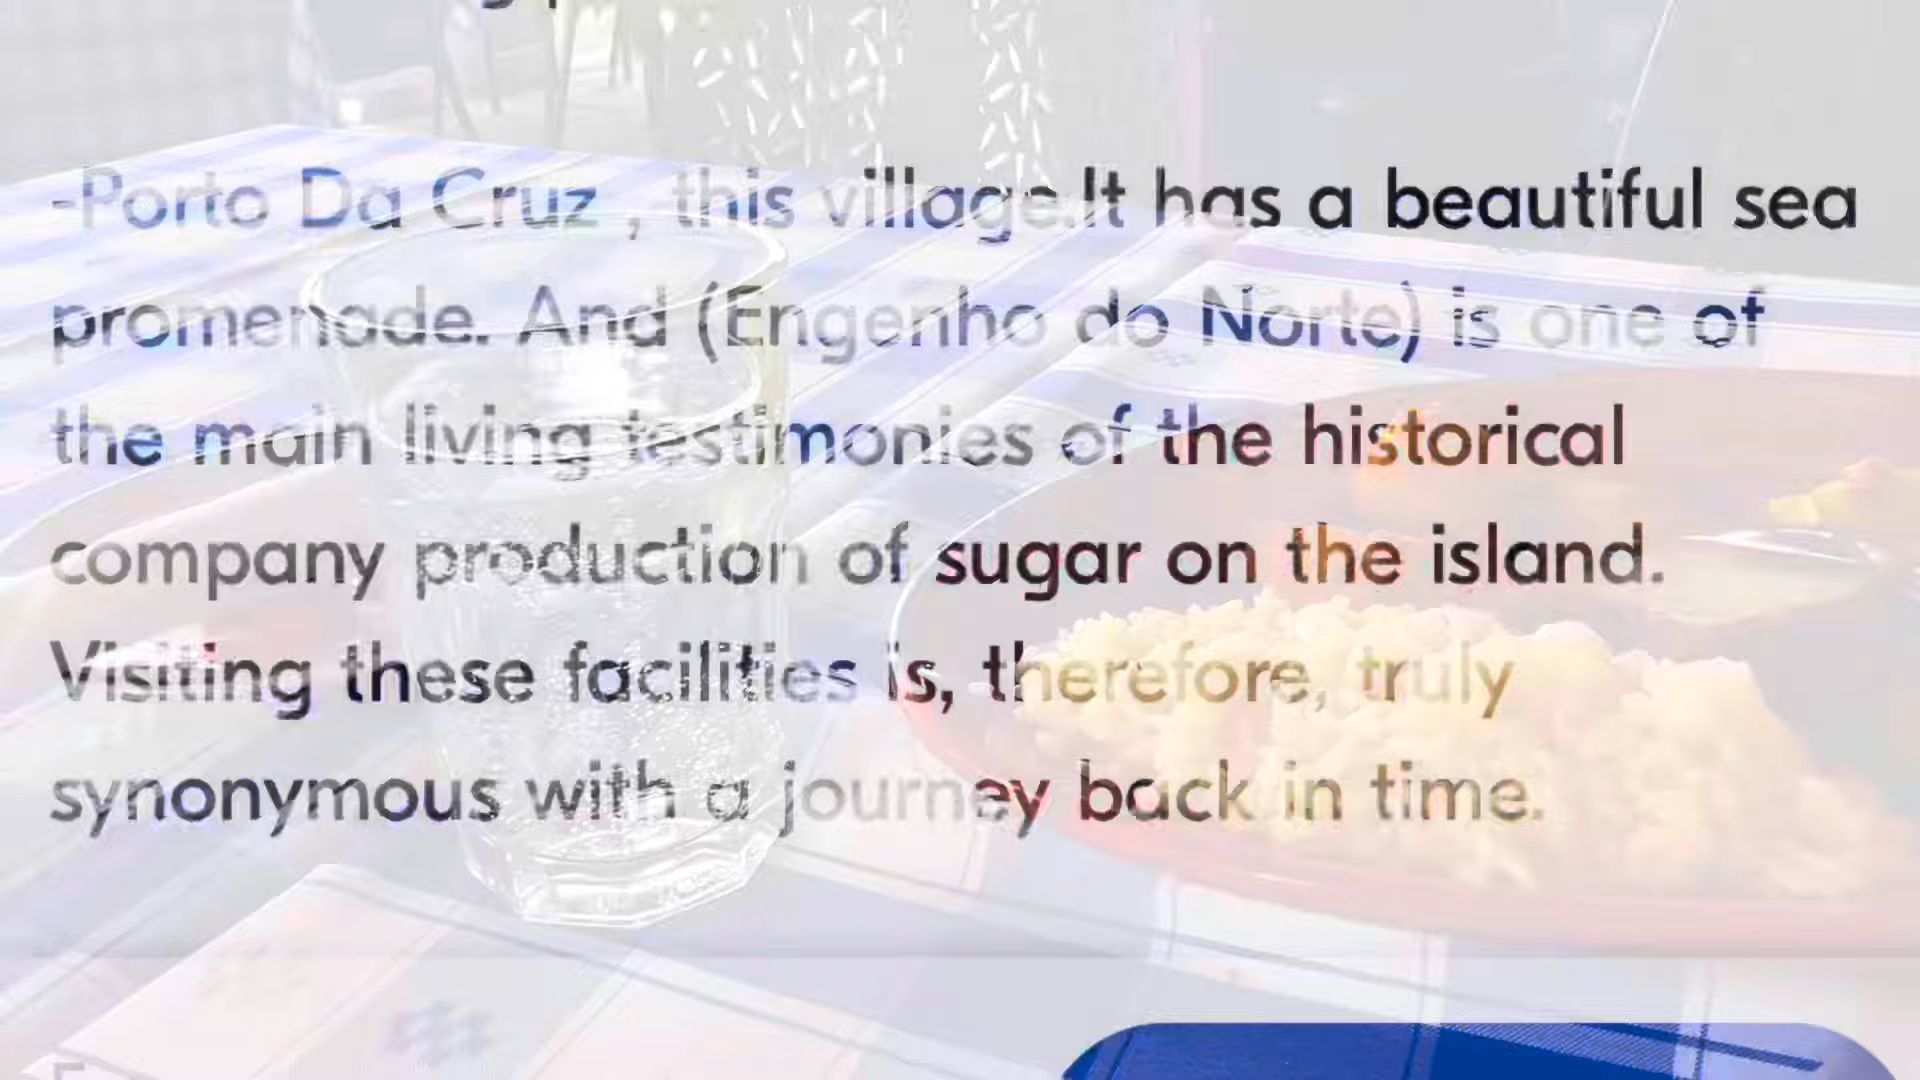 -Porto Da Cruz , this village.It has a beautiful sea
promenade. And (Engenho do Norte) is one of
the main living testimonies of the historical
company production of sugar on the island.
Visiting these facilities is, therefore, truly
synonymous with a journey back in time.